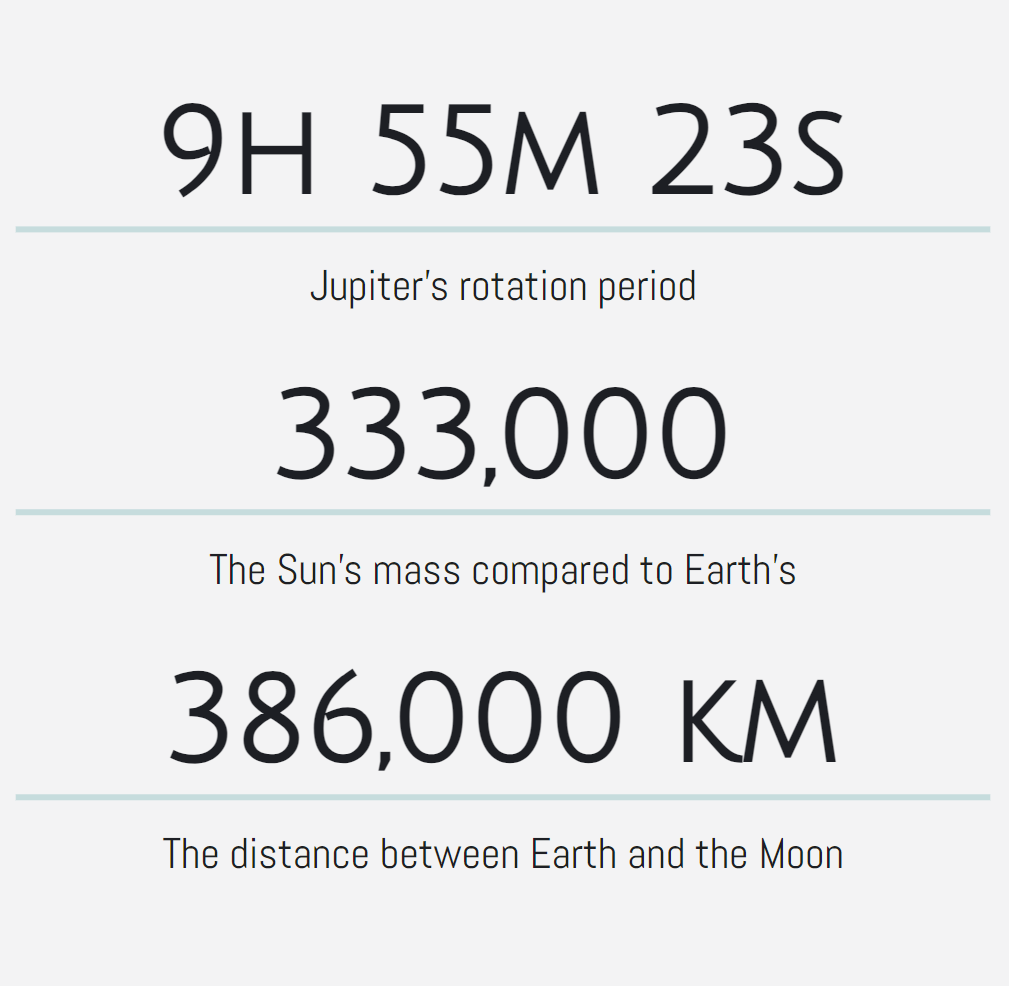 9H 55M 23S
Jupiter's rotation period
333,000
The Sun's mass compared to Earth's
386,000 KM
The distance between Earth and the Moon